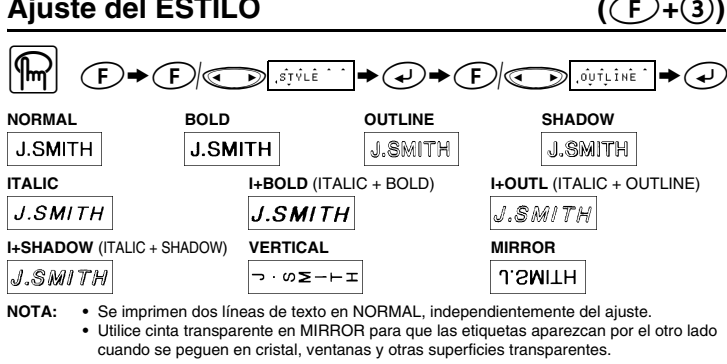 Ajuste del ESTILO (F+3)
F F/ STYLE F/ OUTLINE
NORMAL BOLD OUTLINE SHADOW
J.SMITH J.SMITH J.SMITH J.SMITH
ITALIC I+BOLD (ITALIC + BOLD) I+OUTL (ITALIC + OUTLINE)
J.SMITH J.SMITH J.SMITH
I+SHADOW (ITALIC + SHADOW) VERTICAL MIRROR
J.SMITH J.SMITH J.SMITH
NOTA: • Se imprimen dos líneas de texto en NORMAL, independientemente del ajuste.
• Utilice cinta transparente en MIRROR para que las etiquetas aparezcan por el otro lado
cuando se peguen en cristal, ventanas y otras superficies transparentes.